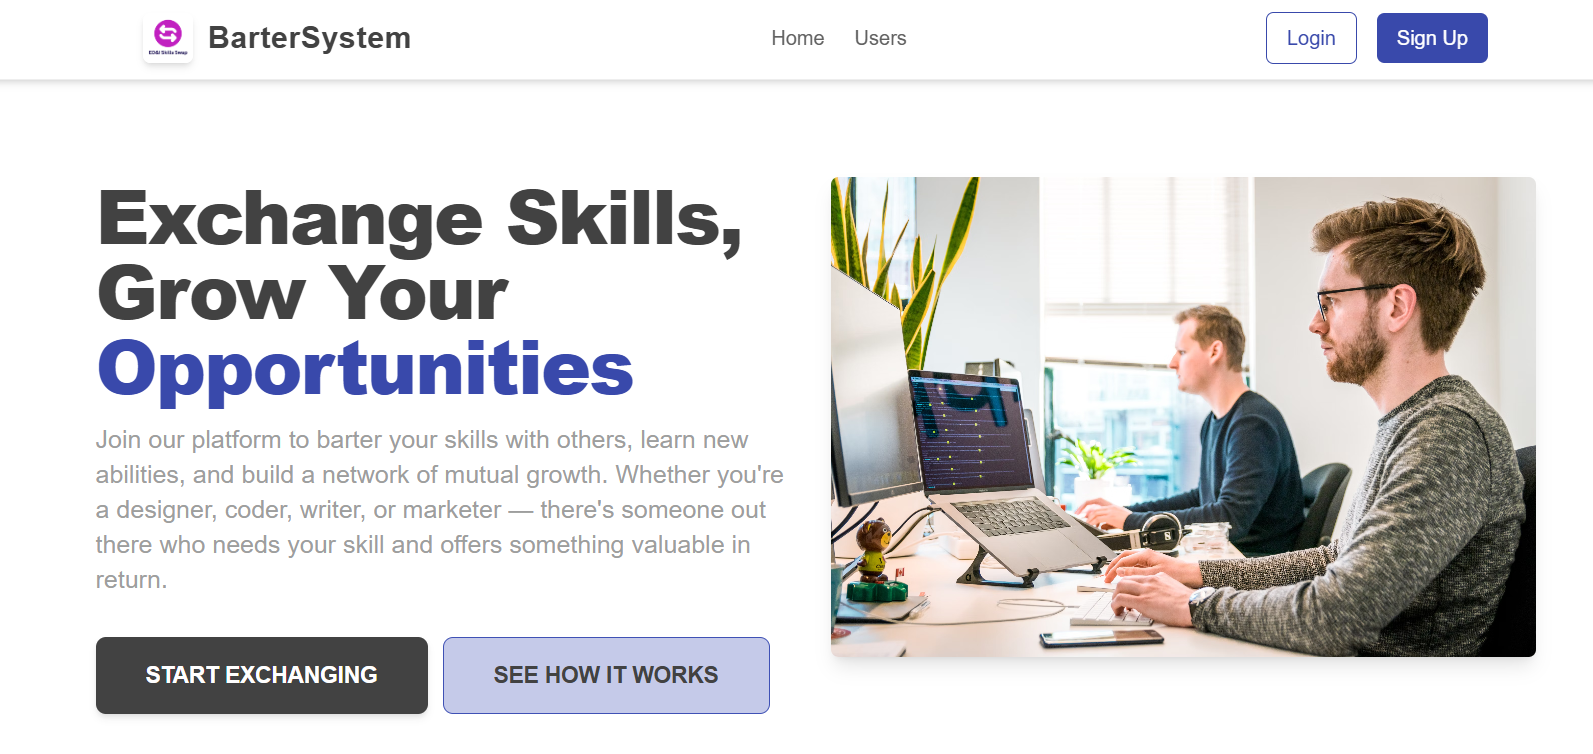 EDAI Skills Swap
BarterSystem
Home
Users
Login
Sign Up
Exchange Skills,
Grow Your
Opportunities
Join our platform to barter your skills with others, learn new
abilities, and build a network of mutual growth. Whether you're
a designer, coder, writer, or marketer — there's someone out
there who needs your skill and offers something valuable in
return.
START EXCHANGING
SEE HOW IT WORKS